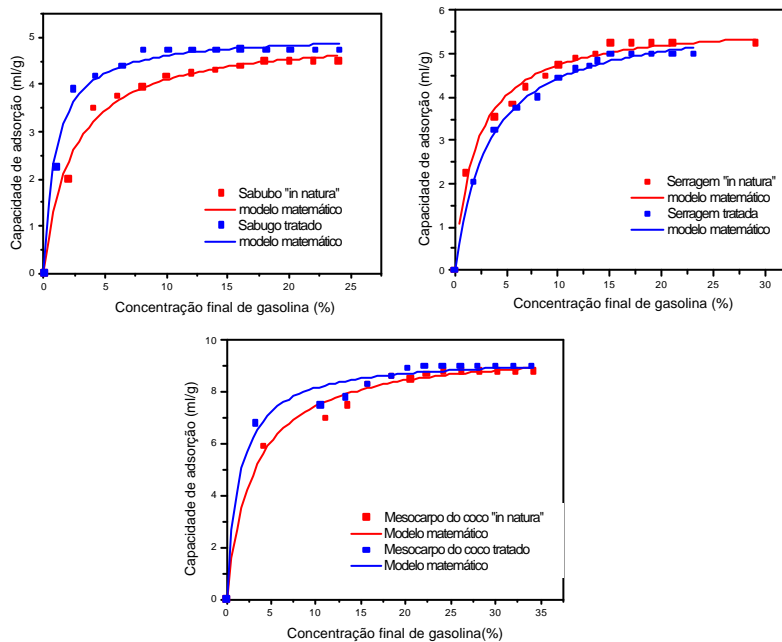 Capacidade de adsorção (ml/g)
5
4
3
2
1
0
Sabubo "in natura"
modelo matemático
Sabugo tratado
modelo matemático
0 5 10 15 20 25
Concentração final de gasolina (%)
Capacidade de adsorção (ml/g)
6
5
4
3
2
1
0
Serragem "in natura"
modelo matemático
Serragem tratada
modelo matemático
0 5 10 15 20 25 30
Concentração final de gasolina (%)
Capacidade de adsorção (ml/g)
10
8
6
4
2
0
Mesocarpo do coco "in natura"
Modelo matemático
Mesocarpo do coco tratado
Modelo matemático
0 5 10 15 20 25 30 35
Concentração final de gasolina(%)